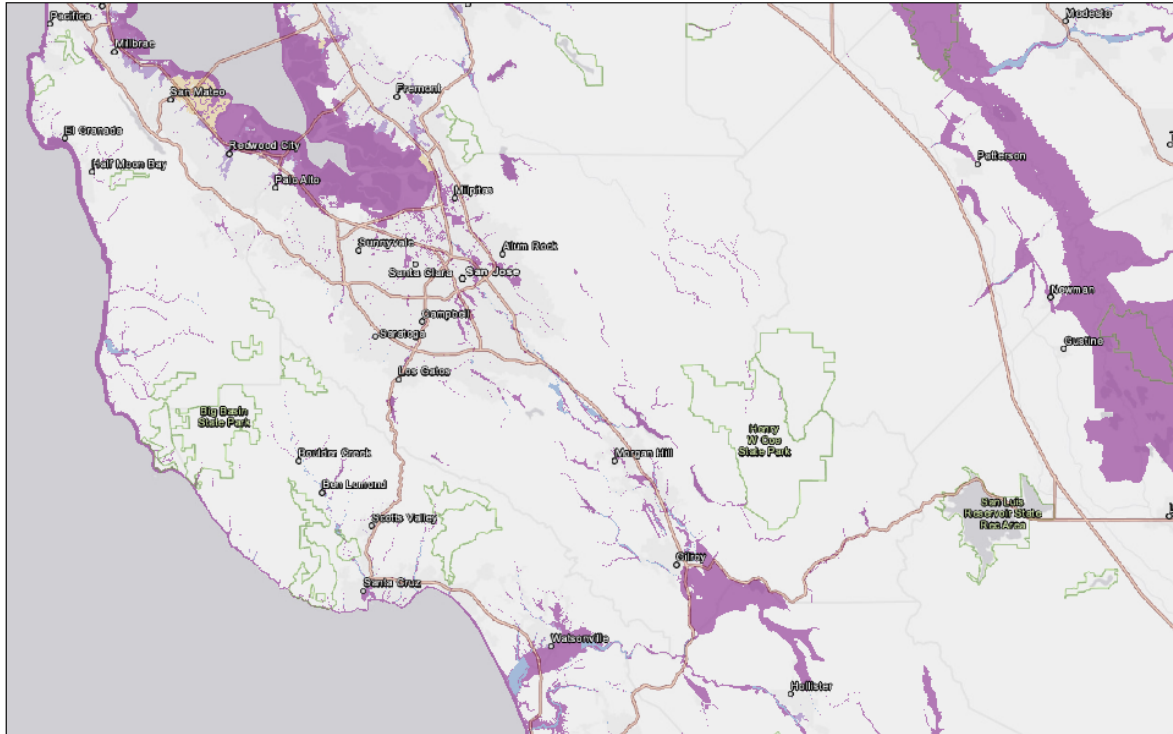 Pacifica
Modesto
Millbrae
San Mateo
Fremont
El Granada
Half Moon Bay
Redwood City
Palo Alto
Milpitas
Patterson
Sunnyvale
Alum Rock
Santa Clara
San Jose
Newman
Campbell
Saratoga
Gustine
Los Gatos
Big Basin
State Park
Henry
W Coe
State Park
Boulder Creek
Morgan Hill
Ben Lomond
San Luis
Reservoir State
Rec Area
Scotts Valley
Gilroy
Santa Cruz
Watsonville
Hollister